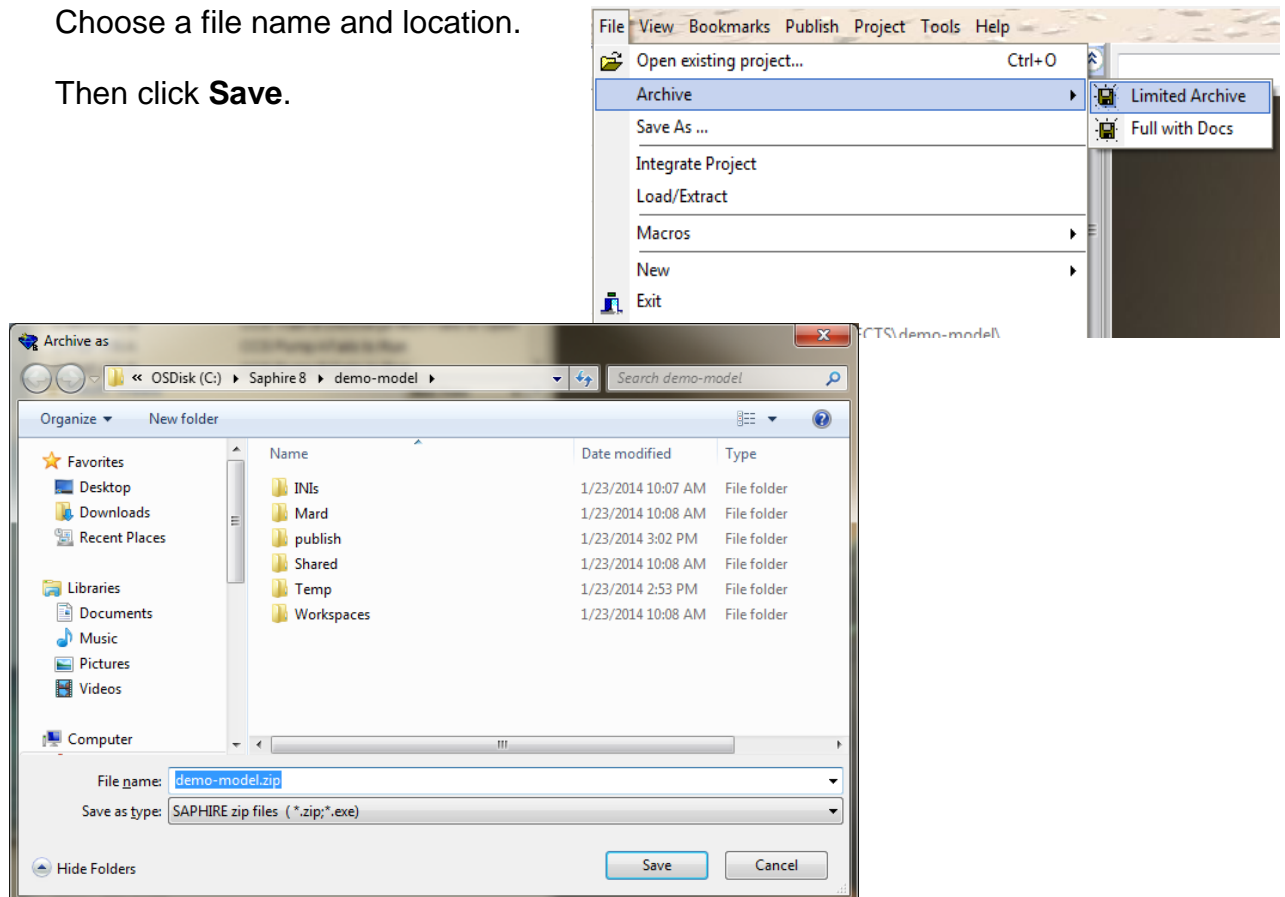 Choose a file name and location.
Then click Save.
File View Bookmarks Publish Project Tools Help
Open existing project... Ctrl+O
Archive
Limited Archive
Full with Docs
Save As ...
Integrate Project
Load/Extract
Macros
New
Exit
CTS\demo-model\
Archive as
« OSDisk (C:) Saphire 8 demo-model
Search demo-model
Organize New folder
Favorites
Desktop
Downloads
Recent Places
Libraries
Documents
Music
Pictures
Videos
Computer
Name Date modified Type
INIs 1/23/2014 10:07 AM File folder
Mard 1/23/2014 10:08 AM File folder
publish 1/23/2014 3:02 PM File folder
Shared 1/23/2014 10:08 AM File folder
Temp 1/23/2014 2:53 PM File folder
Workspaces 1/23/2014 10:08 AM File folder
File name: demo-model.zip
Save as type: SAPHIRE zip files ( *.zip;*.exe)
Hide Folders
Save Cancel